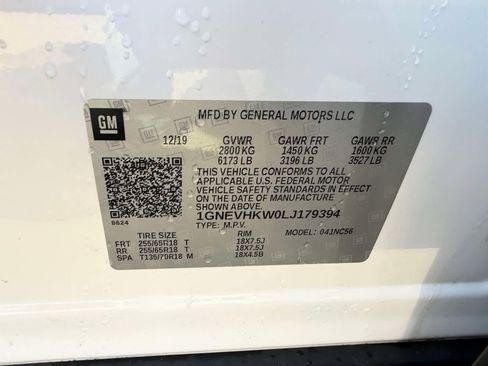 GM
MFD BY GENERAL MOTORS LLC
12/19 GVWR GAWR FRT GAWR RR
2800 KG 1450 KG 1600 KG
6173 LB 3196 LB 3527 LB
THIS VEHICLE CONFORMS TO ALL
APPLICABLE U.S. FEDERAL MOTOR
VEHICLE SAFETY STANDARDS IN EFFECT
ON THE DATE OF MANUFACTURE
SHOWN ABOVE.
1GNEVHKW0LJ179394
8624 TYPE: M.P.V. MODEL: 041NC56
TIRE SIZE RIM
FRT 255/65R18 T 18X7.5J
RR 255/65R18 T 18X7.5J
SPA T135/70R18 M 18X4.5B